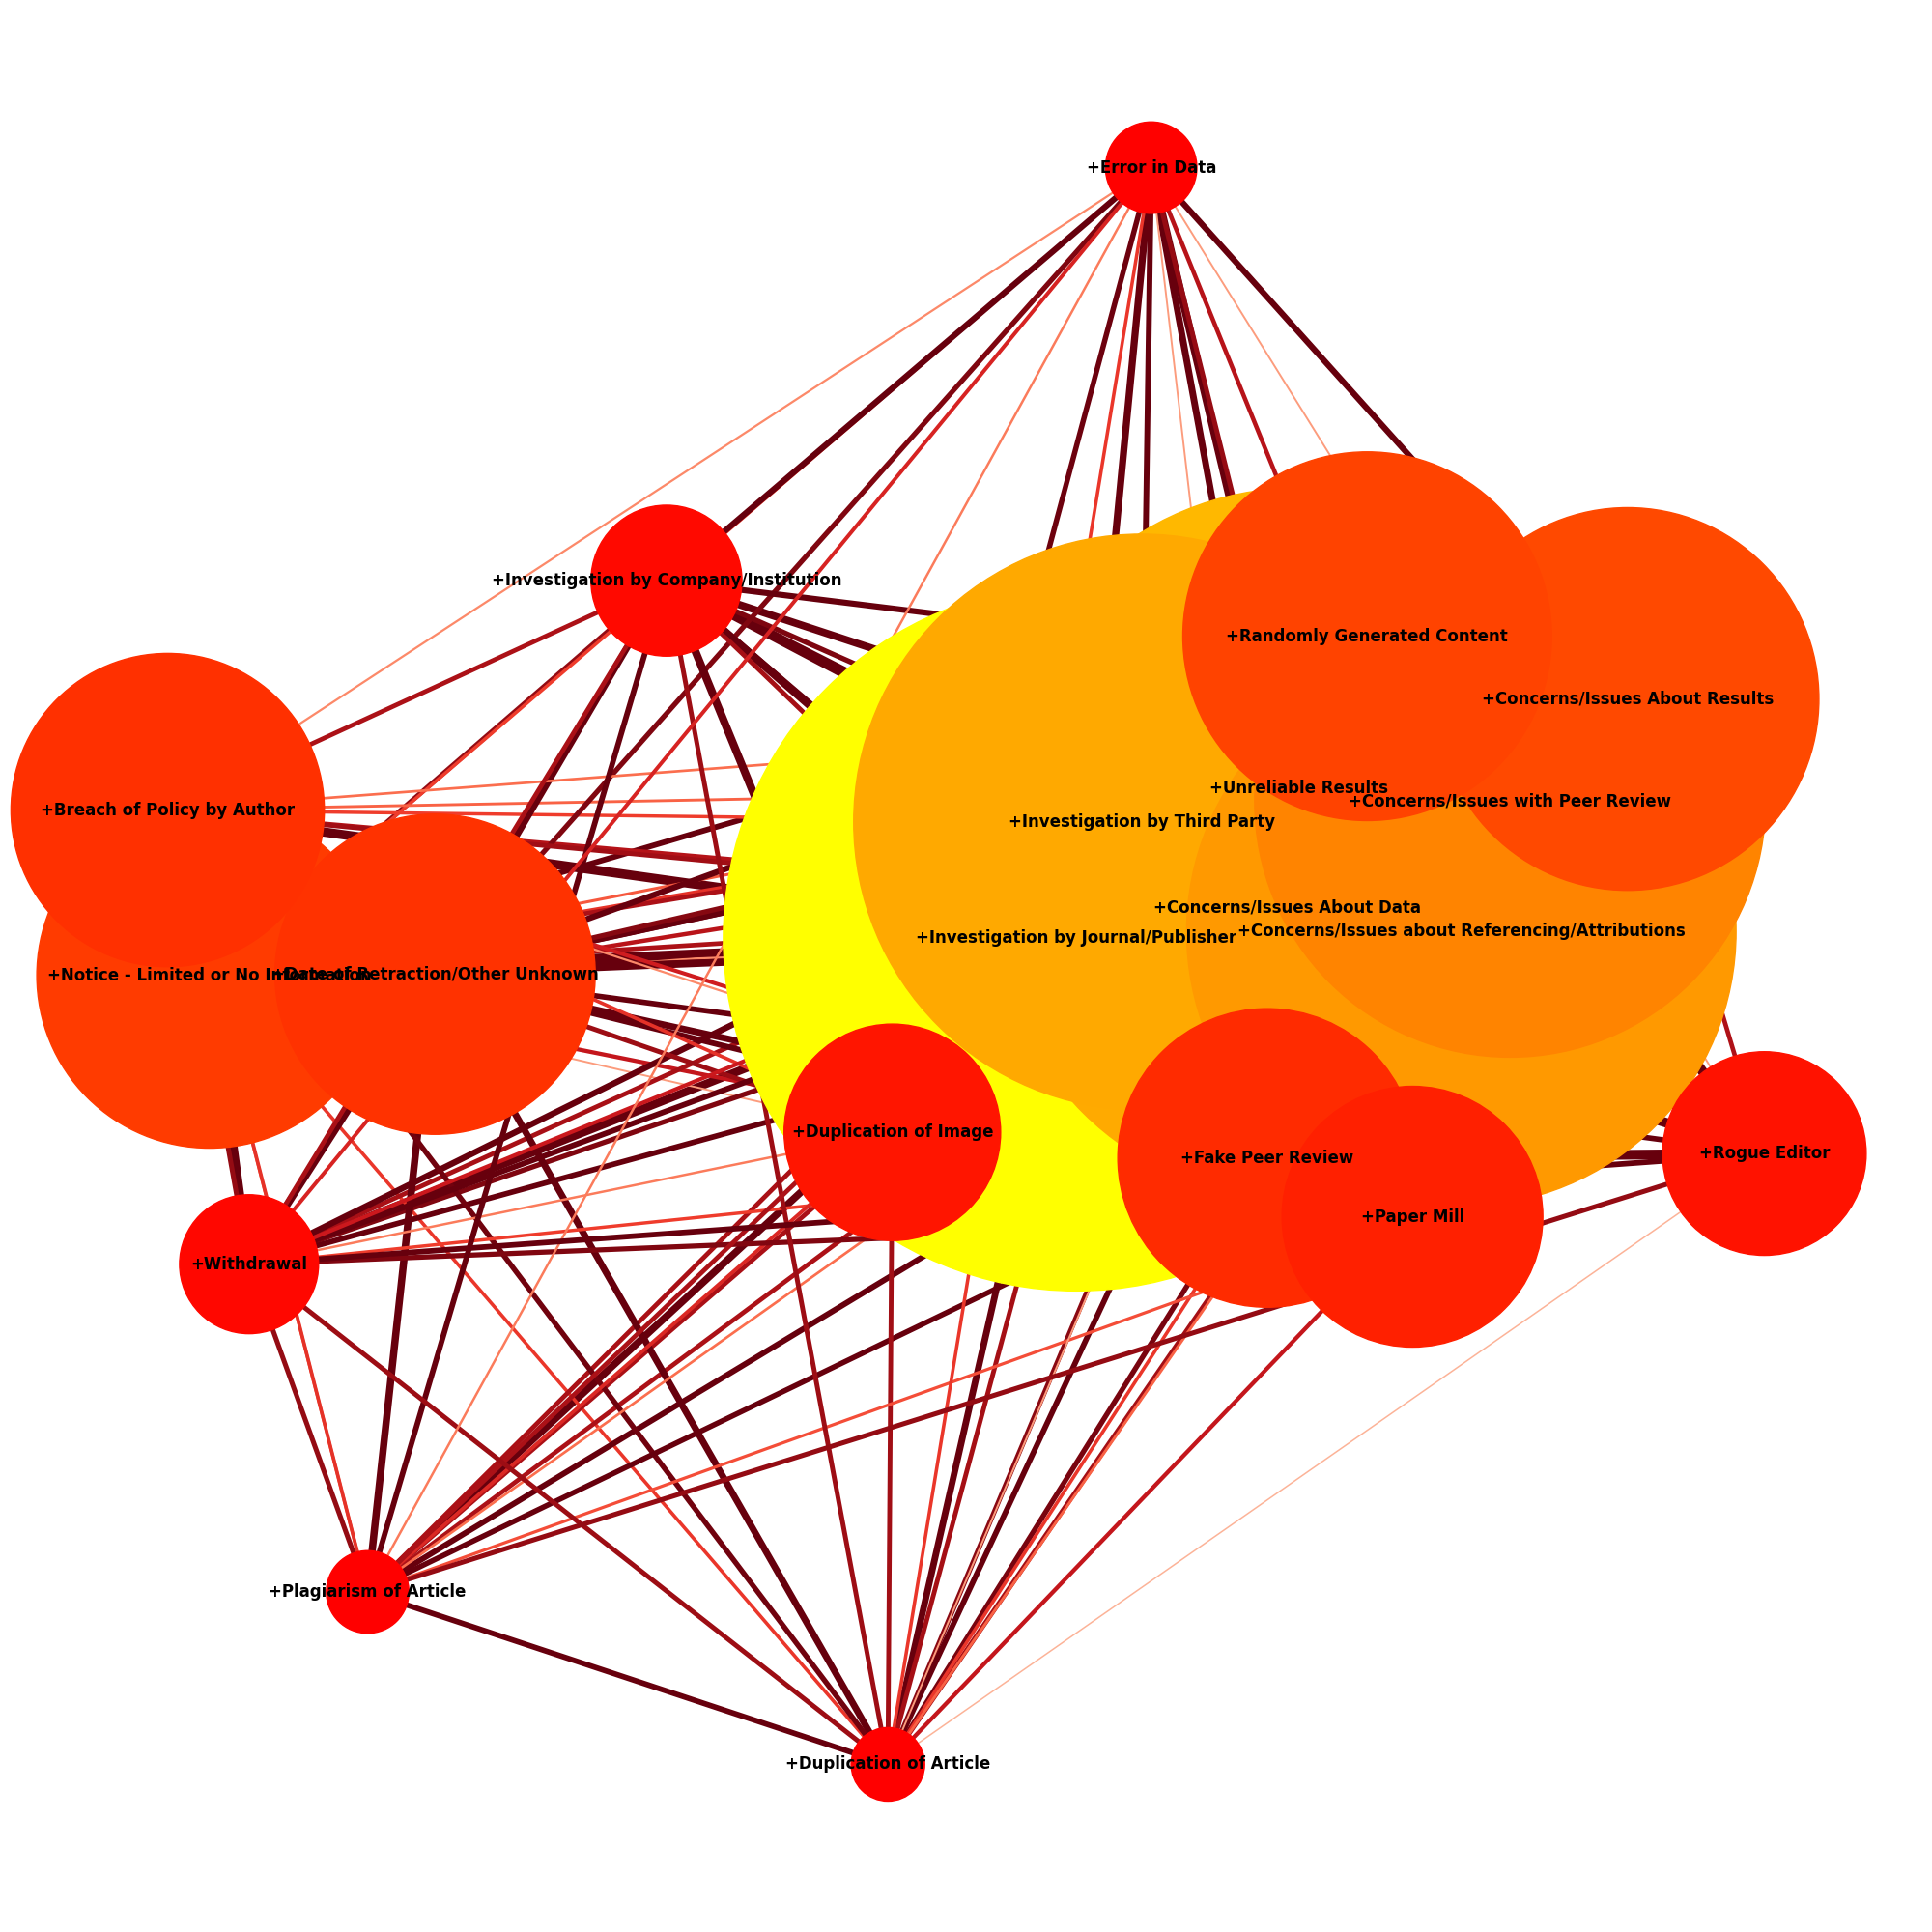 +Error in Data
+Investigation by Company/Institution
+Randomly Generated Content
+Concerns/Issues About Results
+Unreliable Results
+Concerns/Issues with Peer Review
+Breach of Policy by Author
+Investigation by Third Party
+Concerns/Issues About Data
+Concerns/Issues about Referencing/Attributions
+Investigation by Journal/Publisher
+Notice - Limited or No Information
+Date of Retraction/Other Unknown
+Duplication of Image
+Rogue Editor
+Fake Peer Review
+Paper Mill
+Withdrawal
+Plagiarism of Article
+Duplication of Article